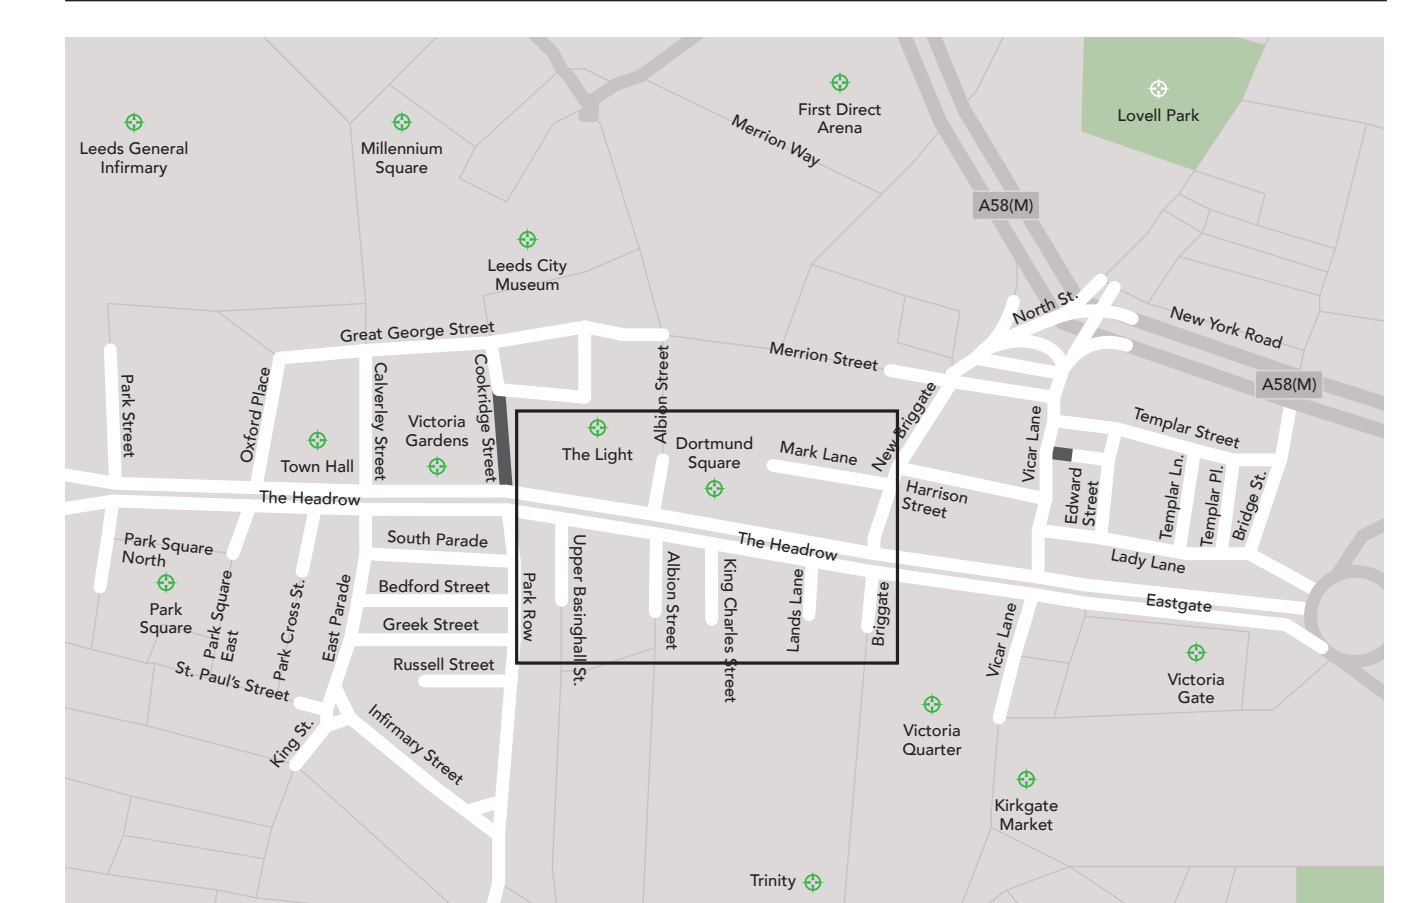 First Direct
Arena
Lovell Park
Merrion Way
Leeds General
Infirmary
Millennium
Square
A58(M)
Leeds City
Museum
North St.
New York Road
Great George Street
Merrion Street
Park Street
Oxford Place
Calverley Street
Cookridge Street
Albion Street
A58(M)
Victoria
Gardens
Town Hall
The Light
Dortmund
Square
Mark Lane
New Briggate
Vicar Lane
Templar Street
Harrison
Street
Edward
Street
Templar Ln.
Templar Pl.
Bridge St.
The Headrow
The Headrow
Lady Lane
Eastgate
Park Square
North
Park
Square
Park Square
East
Park Cross St.
East Parade
South Parade
Bedford Street
Greek Street
Russell Street
Park Row
Upper Basinghall St.
Albion Street
King Charles Street
Lands Lane
Briggate
Vicar Lane
Victoria
Gate
St. Paul's Street
King St.
Infirmary Street
Victoria
Quarter
Kirkgate
Market
Trinity